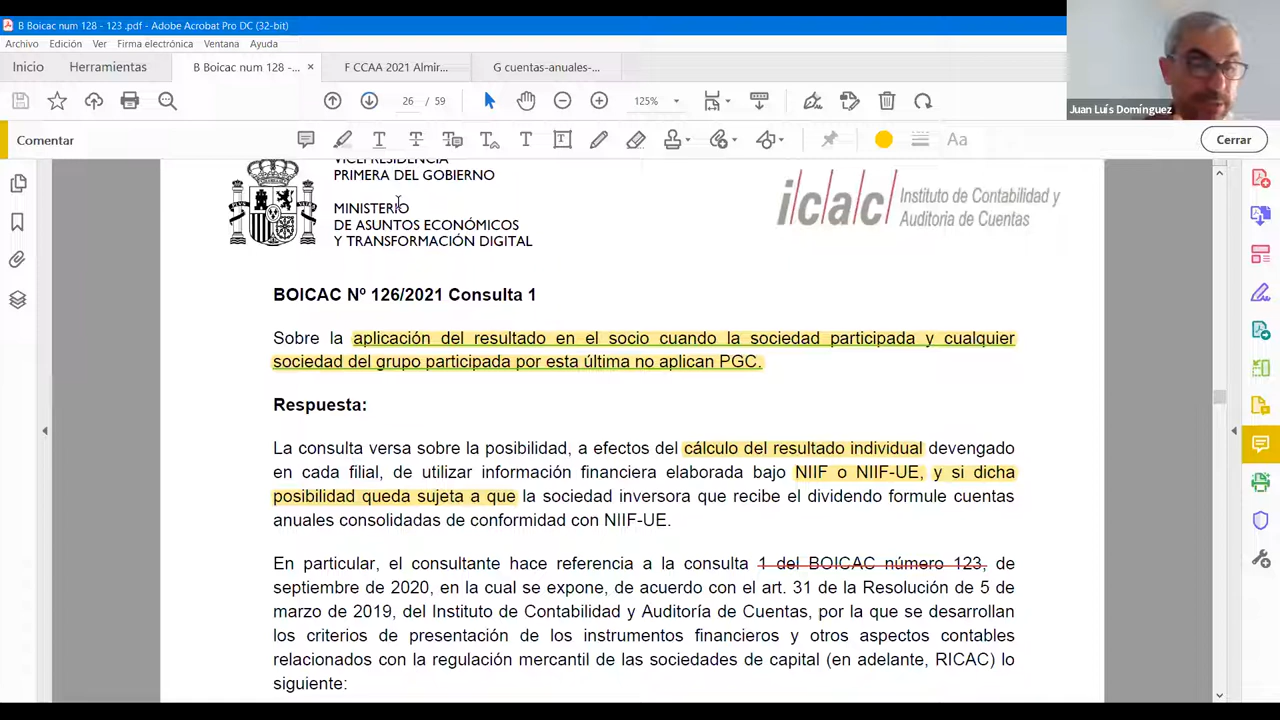 B Boicac num 128 - 123 .pdf - Adobe Acrobat Pro DC (32-bit)
Archivo Edición Ver Firma electrónica Ventana Ayuda
Inicio Herramientas B Boicac num 128 -... × F CCAA 2021 Almir... G cuentas-anuales-...
26 / 59 125%
Juan Luís Domínguez
Comentar Aa Cerrar
VICEPRESIDENCIA
PRIMERA DEL GOBIERNO
MINISTERIO
DE ASUNTOS ECONÓMICOS
Y TRANSFORMACIÓN DIGITAL
icac Instituto de Contabilidad y
Auditoría de Cuentas
BOICAC Nº 126/2021 Consulta 1
Sobre la aplicación del resultado en el socio cuando la sociedad participada y cualquier
sociedad del grupo participada por esta última no aplican PGC.
Respuesta:
La consulta versa sobre la posibilidad, a efectos del cálculo del resultado individual devengado
en cada filial, de utilizar información financiera elaborada bajo NIIF o NIIF-UE, y si dicha
posibilidad queda sujeta a que la sociedad inversora que recibe el dividendo formule cuentas
anuales consolidadas de conformidad con NIIF-UE.
En particular, el consultante hace referencia a la consulta 1 del BOICAC número 123, de
septiembre de 2020, en la cual se expone, de acuerdo con el art. 31 de la Resolución de 5 de
marzo de 2019, del Instituto de Contabilidad y Auditoría de Cuentas, por la que se desarrollan
los criterios de presentación de los instrumentos financieros y otros aspectos contables
relacionados con la regulación mercantil de las sociedades de capital (en adelante, RICAC) lo
siguiente: